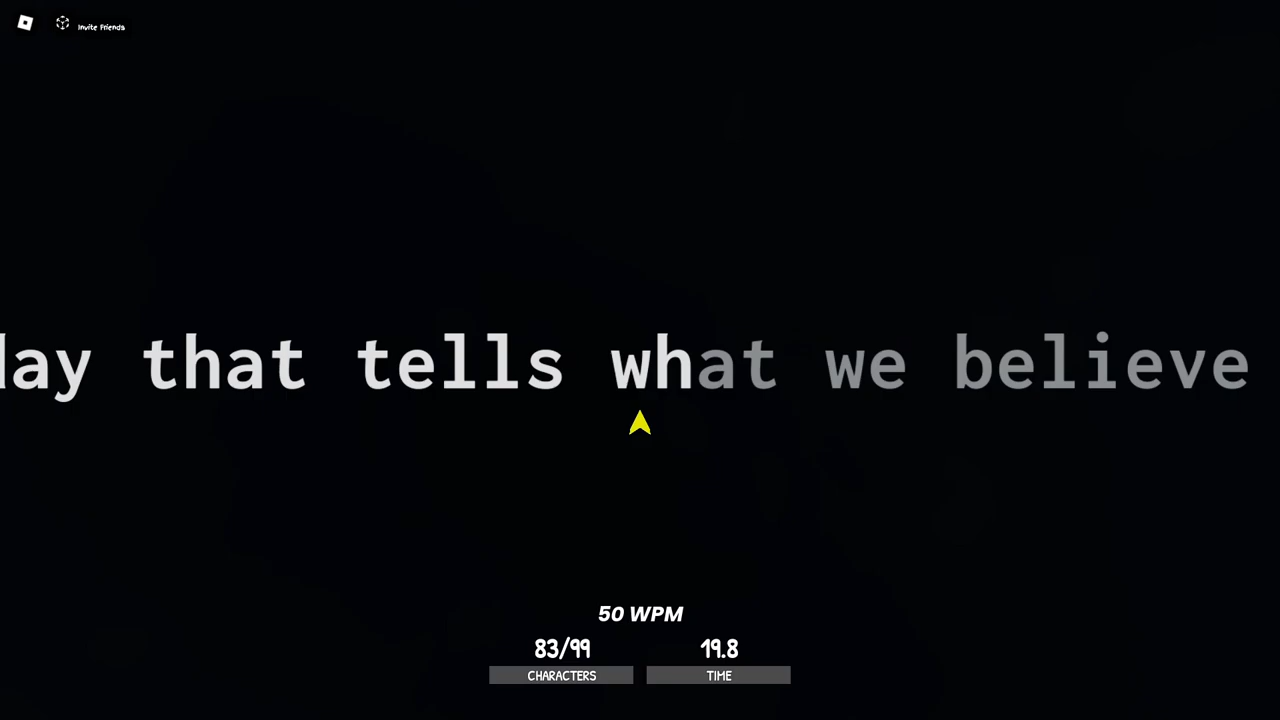 Invite Friends
lay that tells what we believe
50 WPM
83/99 19.8
CHARACTERS TIME